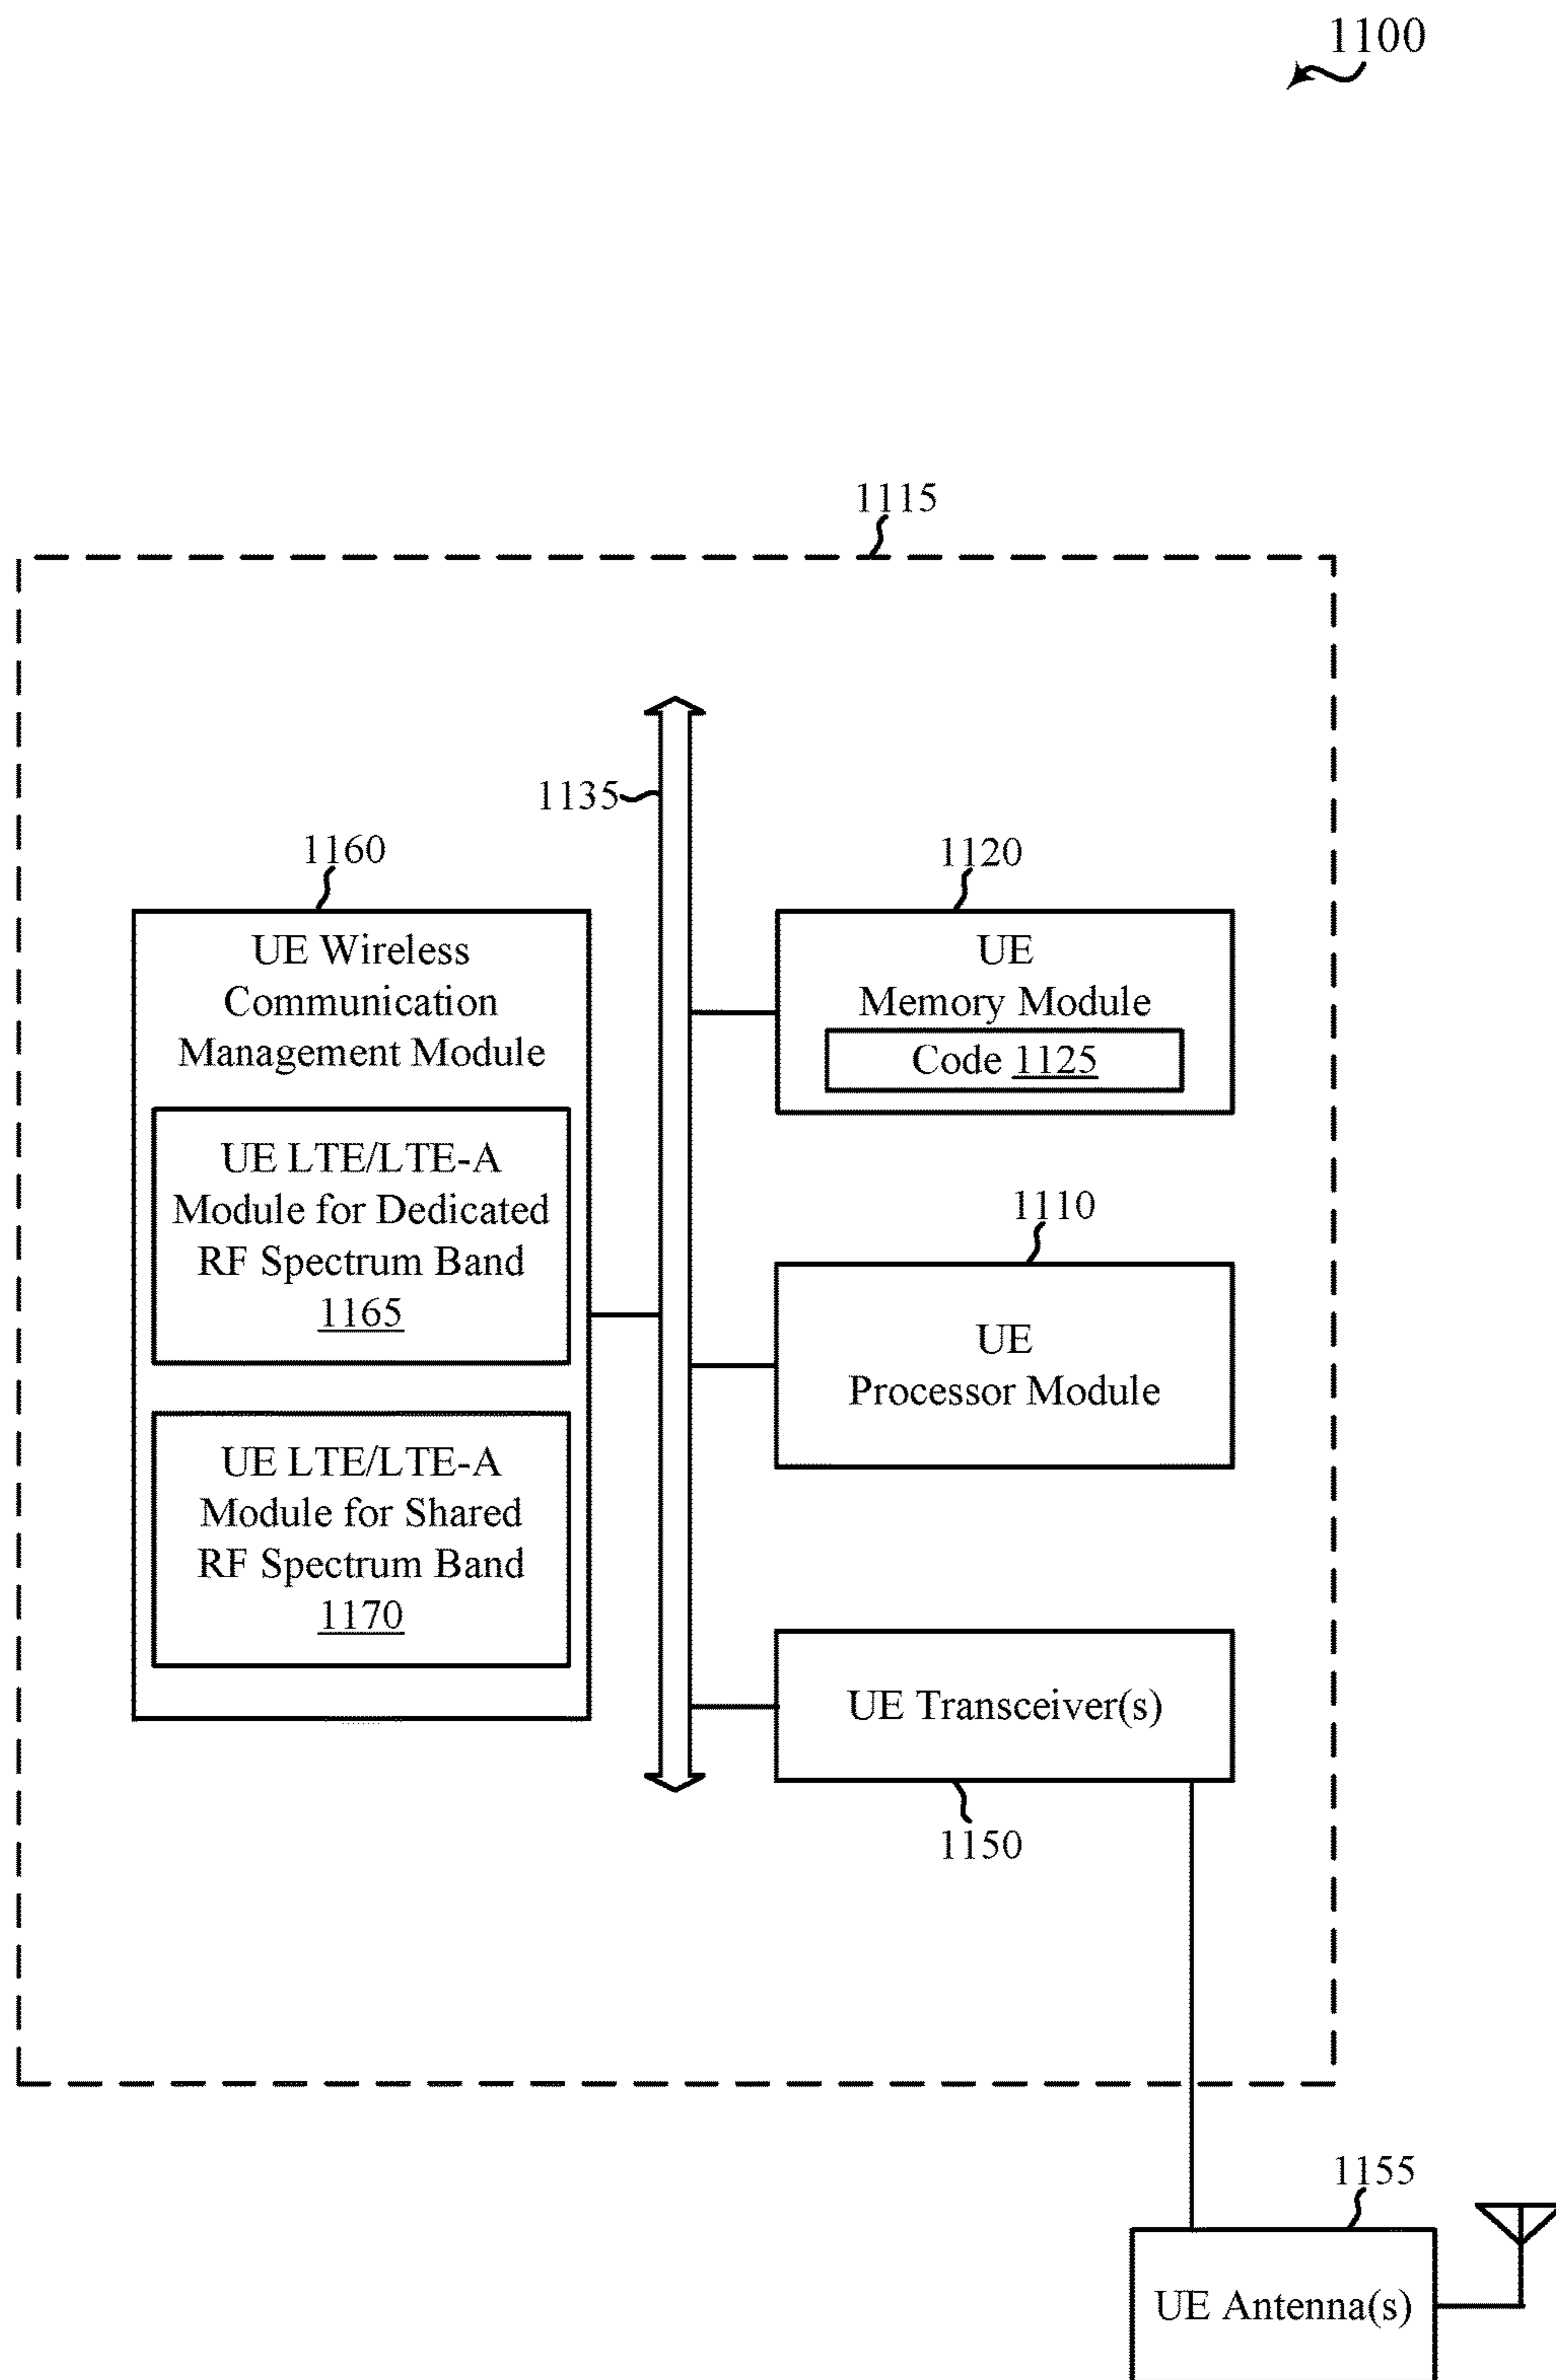 1100
1115
1135
1160
1120
UE Wireless
Communication
Management Module
UE
Memory Module
Code 1125
UE LTE/LTE-A
Module for Dedicated
RF Spectrum Band
1165
1110
UE
Processor Module
UE LTE/LTE-A
Module for Shared
RF Spectrum Band
1170
UE Transceiver(s)
1150
1155
UE Antenna(s)